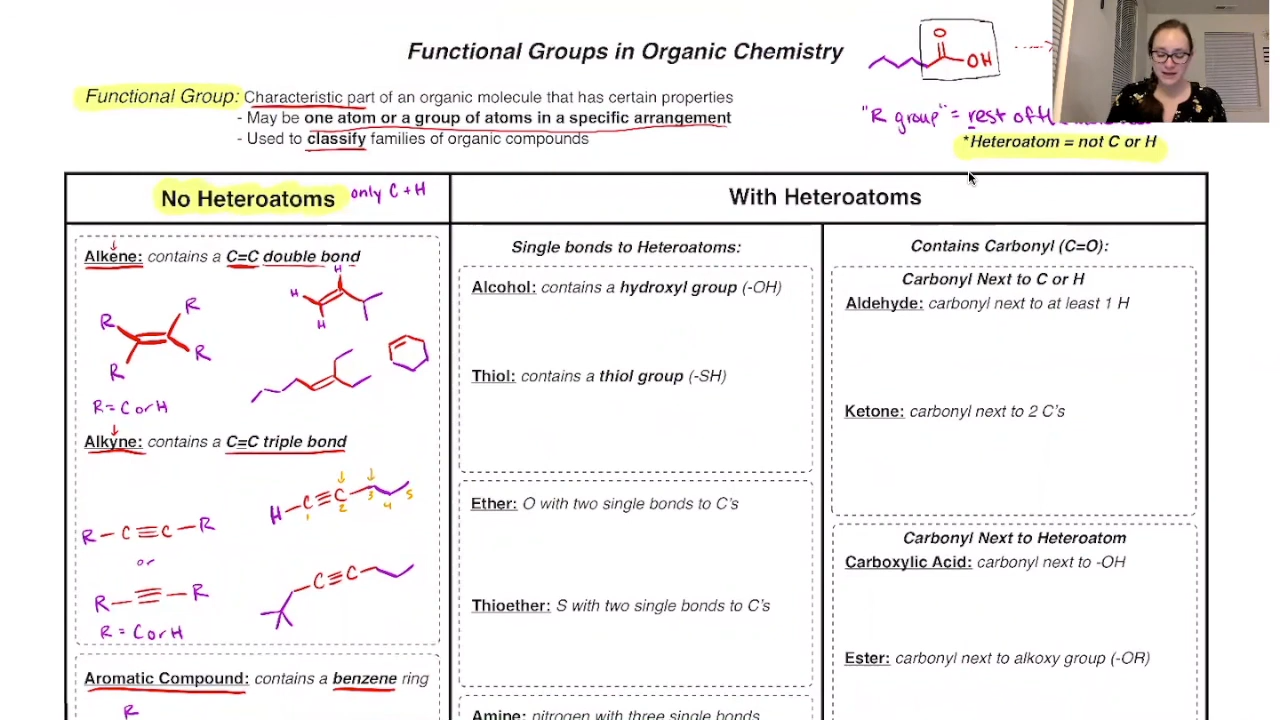 Functional Groups in Organic Chemistry
O
OH
Functional Group: Characteristic part of an organic molecule that has certain properties
- May be one atom or a group of atoms in a specific arrangement
- Used to classify families of organic compounds
"R group" = rest of
*Heteroatom = not C or H
No Heteroatoms only C + H
With Heteroatoms
Alkene: contains a C=C double bond
H
H
H
R
R
R
R
R = C or H
Alkyne: contains a C≡C triple bond
H-C≡C
1 2 3 4 5
R-C≡C-R
or
R-≡-R
C≡C
R = C or H
Aromatic Compound: contains a benzene ring
R
Single bonds to Heteroatoms:
Alcohol: contains a hydroxyl group (-OH)
Thiol: contains a thiol group (-SH)
Ether: O with two single bonds to C's
Thioether: S with two single bonds to C's
Amine: nitrogen with three single bonds
Contains Carbonyl (C=O):
Carbonyl Next to C or H
Aldehyde: carbonyl next to at least 1 H
Ketone: carbonyl next to 2 C's
Carbonyl Next to Heteroatom
Carboxylic Acid: carbonyl next to -OH
Ester: carbonyl next to alkoxy group (-OR)